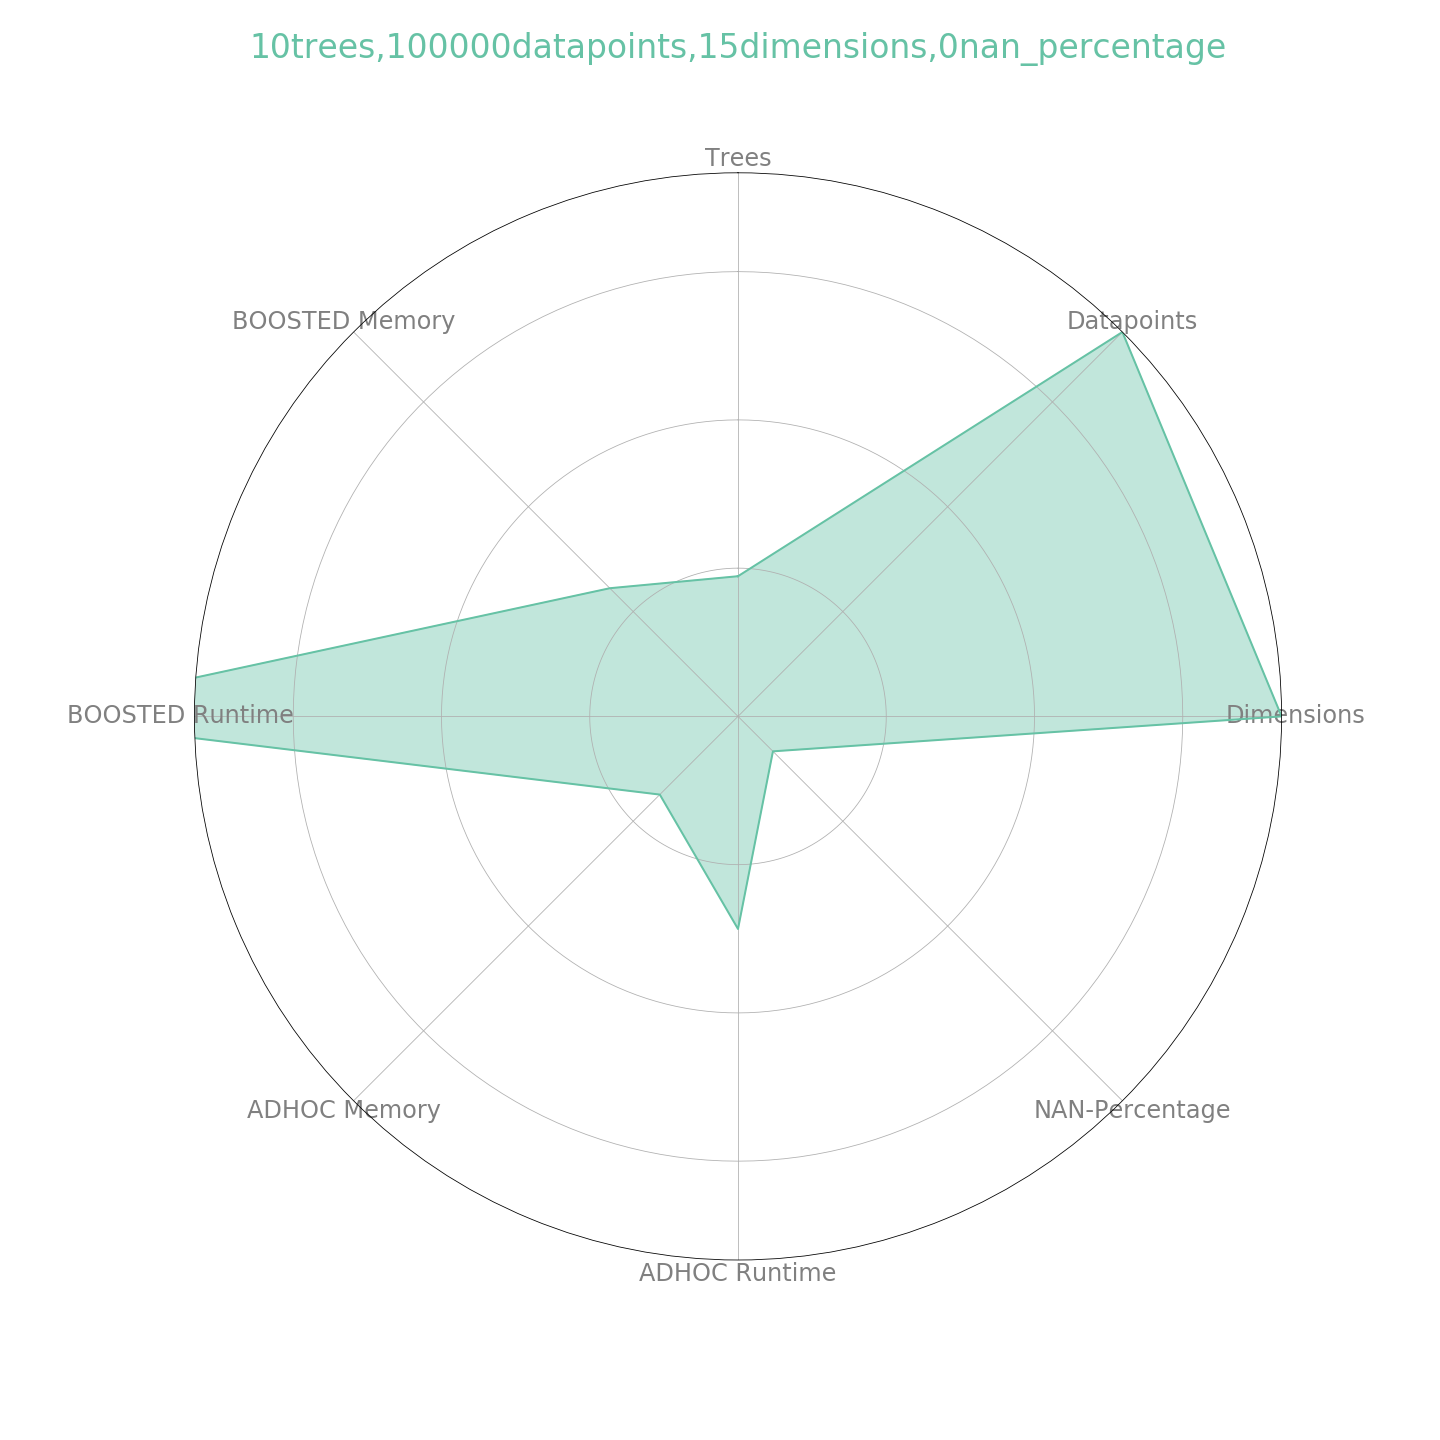 10trees,100000datapoints,15dimensions,0nan_percentage
Trees
BOOSTED Memory
Datapoints
BOOSTED Runtime
Dimensions
ADHOC Memory
NAN-Percentage
ADHOC Runtime